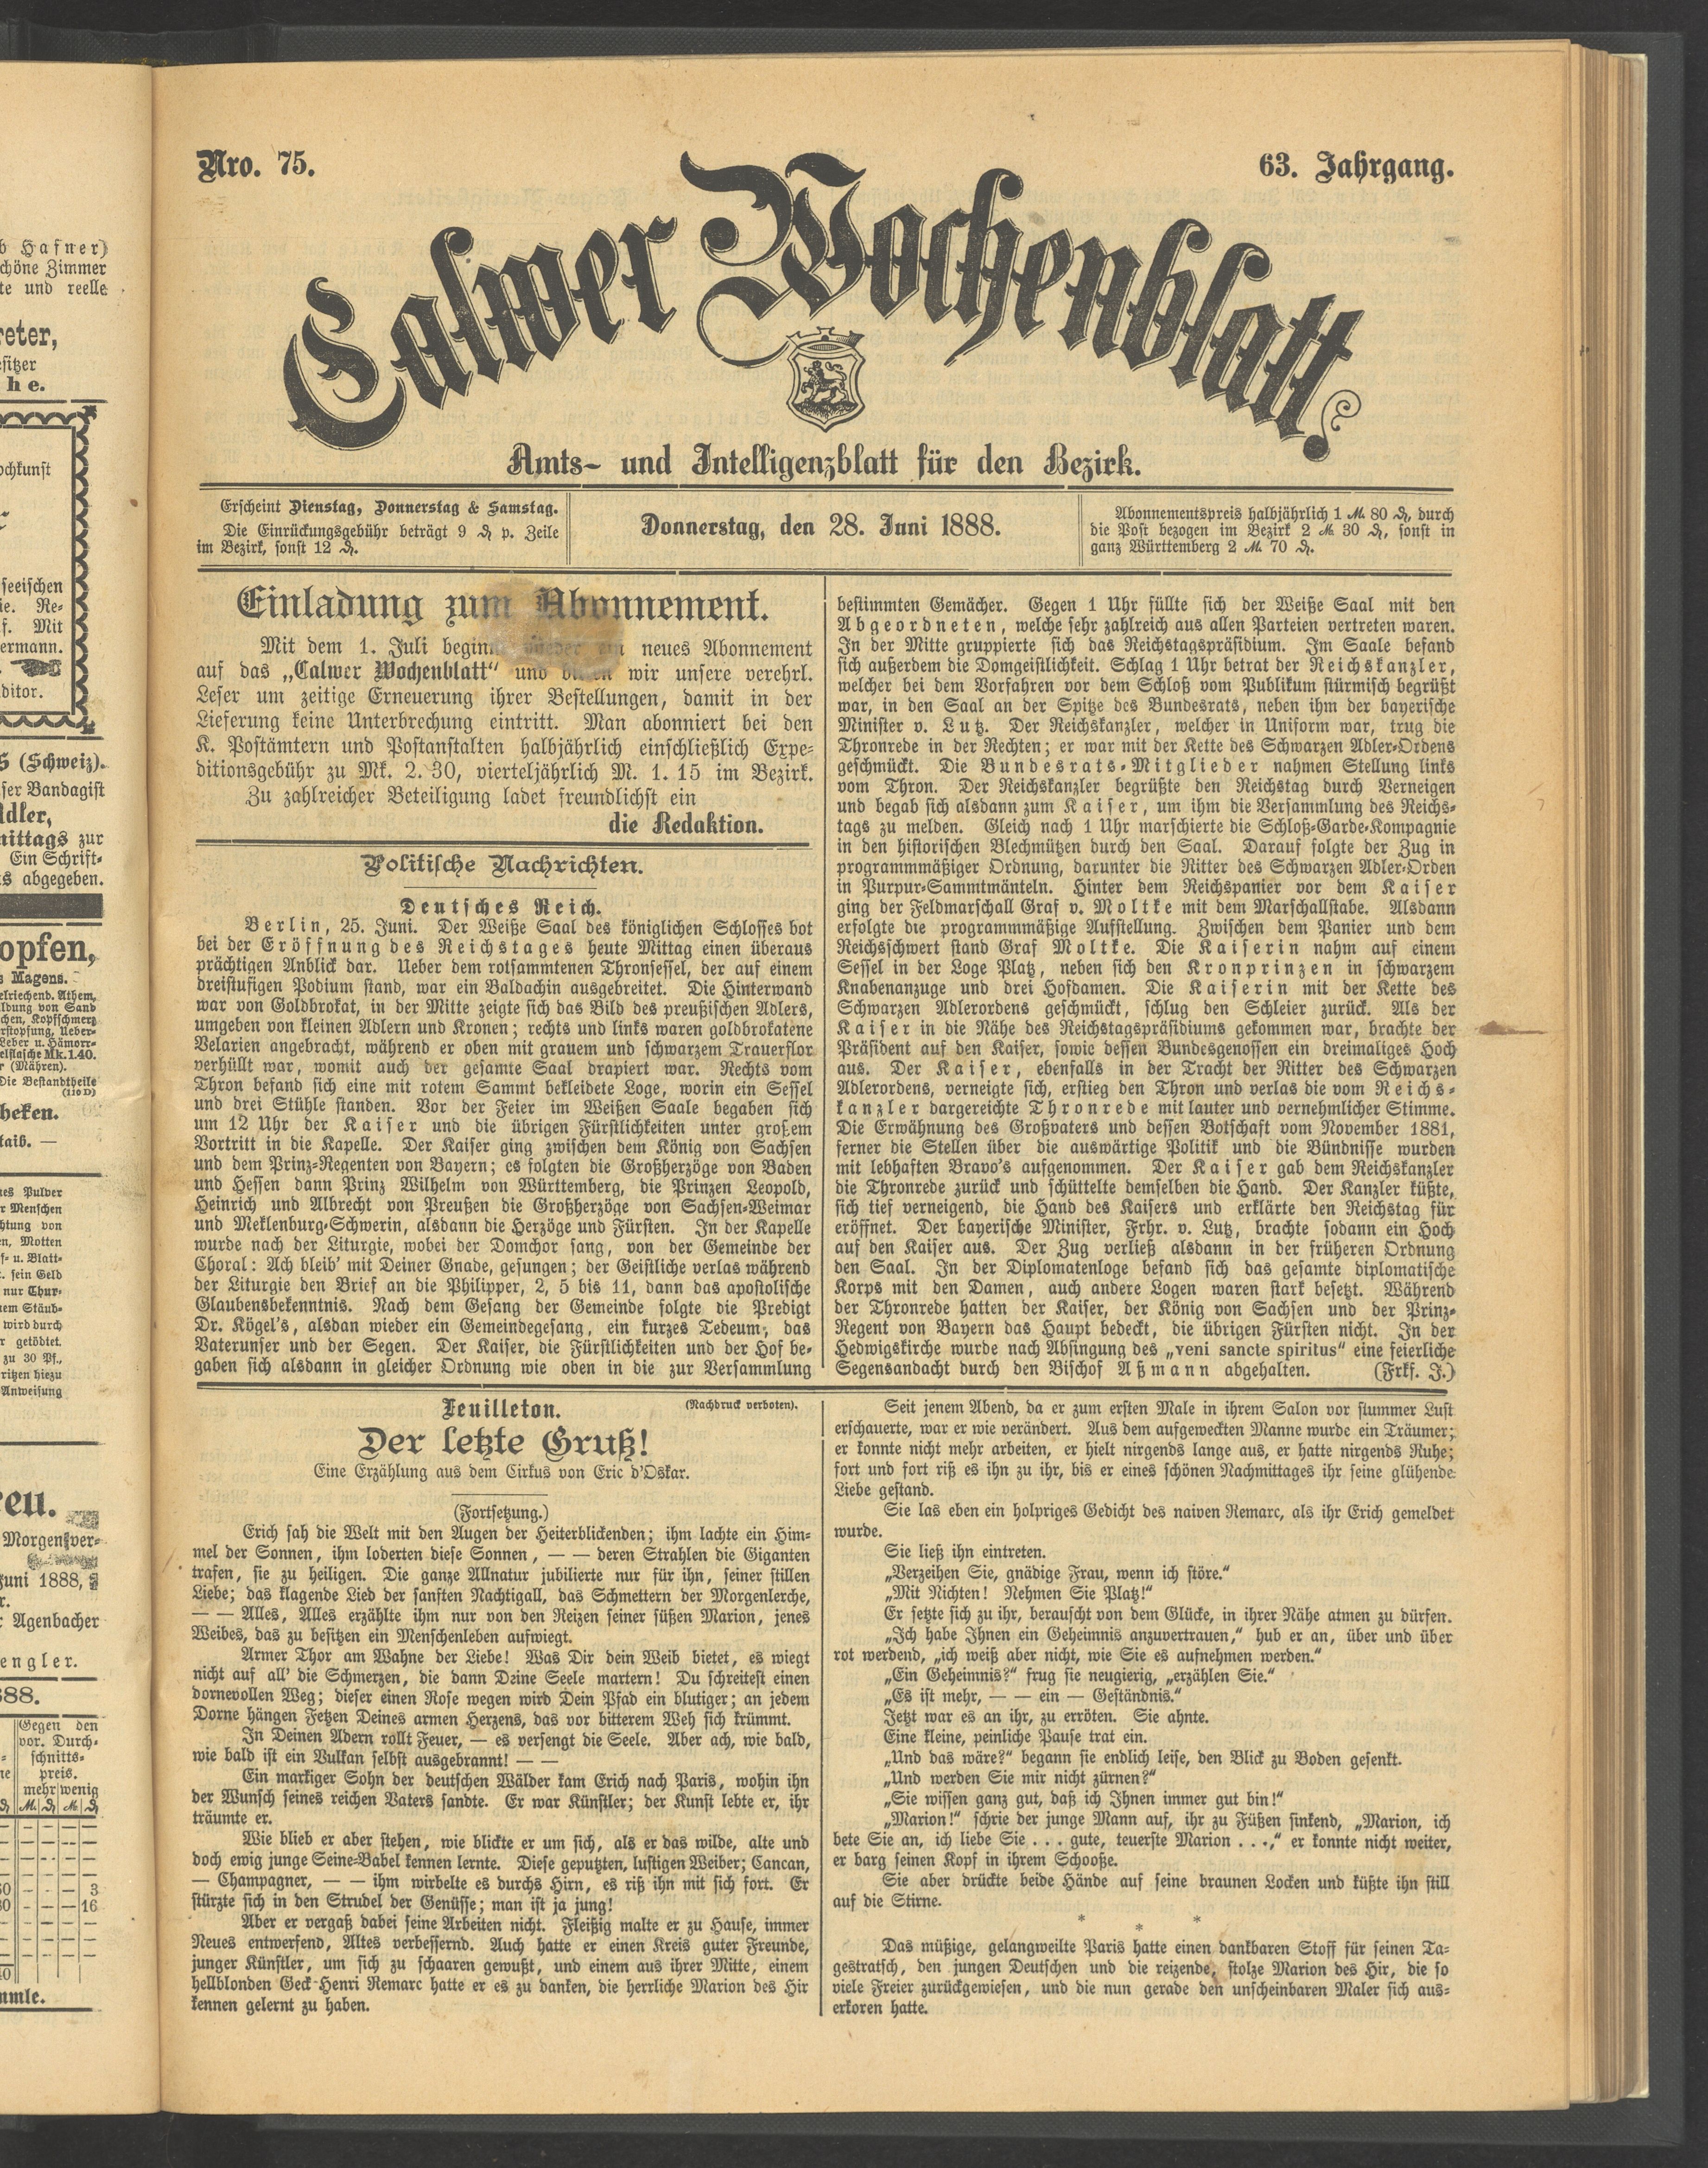 Nro. 75.
63. Jahrgang.
Calwer Wochenblatt.
Amts- und Intelligenzblatt für den Bezirk.
Erscheint Dienstag, Donnerstag & Samstag.
Die Einrückungsgebühr beträgt 9 ₰ p. Zeile
im Bezirk, sonst 12 ₰.
Donnerstag, den 28. Juni 1888.
Abonnementspreis halbjährlich 1 ℳ 80 ₰, durch
die Post bezogen im Bezirk 2 ℳ 30 ₰, sonst in
ganz Württemberg 2 ℳ 70 ₰.
Einladung zum Abonnement.
Mit dem 1. Juli beginnt wieder ein neues Abonnement
auf das „Calwer Wochenblatt“ und bitten wir unsere verehrl.
Leser um zeitige Erneuerung ihrer Bestellungen, damit in der
Lieferung keine Unterbrechung eintritt. Man abonniert bei den
K. Postämtern und Postanstalten halbjährlich einschließlich Expe-
ditionsgebühr zu Mk. 2. 30, vierteljährlich M. 1. 15 im Bezirk.
Zu zahlreicher Beteiligung ladet freundlichst ein
die Redaktion.
Politische Nachrichten.
Deutsches Reich.
Berlin, 25. Juni. Der Weiße Saal des königlichen Schlosses bot
bei der Eröffnung des Reichstages heute Mittag einen überaus
prächtigen Anblick dar. Ueber dem rotsammtenen Thronsessel, der auf einem
dreistufigen Podium stand, war ein Baldachin ausgebreitet. Die Hinterwand
war von Goldbrokat, in der Mitte zeigte sich das Bild des preußischen Adlers,
umgeben von kleinen Adlern und Kronen; rechts und links waren goldbrokatene
Velarien angebracht, während er oben mit grauem und schwarzem Trauerflor
verhüllt war, womit auch der gesamte Saal drapiert war. Rechts vom
Thron befand sich eine mit rotem Sammt bekleidete Loge, worin ein Sessel
und drei Stühle standen. Vor der Feier im Weißen Saale begaben sich
um 12 Uhr der Kaiser und die übrigen Fürstlichkeiten unter großem
Vortritt in die Kapelle. Der Kaiser ging zwischen dem König von Sachsen
und dem Prinz-Regenten von Bayern; es folgten die Großherzöge von Baden
und Hessen dann Prinz Wilhelm von Württemberg, die Prinzen Leopold,
Heinrich und Albrecht von Preußen die Großherzöge von Sachsen-Weimar
und Meklenburg-Schwerin, alsdann die Herzöge und Fürsten. In der Kapelle
wurde nach der Liturgie, wobei der Domchor sang, von der Gemeinde der
Choral: Ach bleib' mit Deiner Gnade, gesungen; der Geistliche verlas während
der Liturgie den Brief an die Philipper, 2, 5 bis 11, dann das apostolische
Glaubensbekenntnis. Nach dem Gesang der Gemeinde folgte die Predigt
Dr. Kögel's, alsdan wieder ein Gemeindegesang, ein kurzes Tedeum, das
Vaterunser und der Segen. Der Kaiser, die Fürstlichkeiten und der Hof be-
gaben sich alsdann in gleicher Ordnung wie oben in die zur Versammlung
bestimmten Gemächer. Gegen 1 Uhr füllte sich der Weiße Saal mit den
Abgeordneten, welche sehr zahlreich aus allen Parteien vertreten waren.
In der Mitte gruppierte sich das Reichstagspräsidium. Im Saale befand
sich außerdem die Domgeistlichkeit. Schlag 1 Uhr betrat der Reichskanzler,
welcher bei dem Vorfahren vor dem Schloß vom Publikum stürmisch begrüßt
war, in den Saal an der Spitze des Bundesrats, neben ihm der bayerische
Minister v. Lutz. Der Reichskanzler, welcher in Uniform war, trug die
Thronrede in der Rechten; er war mit der Kette des Schwarzen Adler-Ordens
geschmückt. Die Bundesrats-Mitglieder nahmen Stellung links
vom Thron. Der Reichskanzler begrüßte den Reichstag durch Verneigen
und begab sich alsdann zum Kaiser, um ihm die Versammlung des Reichs-
tags zu melden. Gleich nach 1 Uhr marschierte die Schloß-Garde-Kompagnie
in den historischen Blechmützen durch den Saal. Darauf folgte der Zug in
programmmäßiger Ordnung, darunter die Ritter des Schwarzen Adler-Orden
in Purpur-Sammtmänteln. Hinter dem Reichspanier vor dem Kaiser
ging der Feldmarschall Graf v. Moltke mit dem Marschallstabe. Alsdann
erfolgte die programmmäßige Aufstellung. Zwischen dem Panier und dem
Reichsschwert stand Graf Moltke. Die Kaiserin nahm auf einem
Sessel in der Loge Platz, neben sich den Kronprinzen in schwarzem
Knabenanzuge und drei Hofdamen. Die Kaiserin mit der Kette des
Schwarzen Adlerordens geschmückt, schlug den Schleier zurück. Als der
Kaiser in die Nähe des Reichstagspräsidiums gekommen war, brachte der
Präsident auf den Kaiser, sowie dessen Bundesgenossen ein dreimaliges Hoch
aus. Der Kaiser, ebenfalls in der Tracht der Ritter des Schwarzen
Adlerordens, verneigte sich, erstieg den Thron und verlas die vom Reichs-
kanzler dargereichte Thronrede mit lauter und vernehmlicher Stimme.
Die Erwähnung des Großvaters und dessen Botschaft vom November 1881,
ferner die Stellen über die auswärtige Politik und die Bündnisse wurden
mit lebhaften Bravo's aufgenommen. Der Kaiser gab dem Reichskanzler
die Thronrede zurück und schüttelte demselben die Hand. Der Kanzler küßte,
sich tief verneigend, die Hand des Kaisers und erklärte den Reichstag für
eröffnet. Der bayerische Minister, Frhr. v. Lutz, brachte sodann ein Hoch
auf den Kaiser aus. Der Zug verließ alsdann in der früheren Ordnung
den Saal. In der Diplomatenloge befand sich das gesamte diplomatische
Korps mit den Damen, auch andere Logen waren stark besetzt. Während
der Thronrede hatten der Kaiser, der König von Sachsen und der Prinz-
Regent von Bayern das Haupt bedeckt, die übrigen Fürsten nicht. In der
Hedwigskirche wurde nach Absingung des „veni sancte spiritus“ eine feierliche
Segensandacht durch den Bischof Aßmann abgehalten. (Frkf. J.)
Feuilleton.
(Nachdruck verboten).
Der letzte Gruß!
Eine Erzählung aus dem Cirkus von Eric d'Oskar.
(Fortsetzung.)
Erich sah die Welt mit den Augen der Heiterblickenden; ihm lachte ein Him-
mel der Sonnen, ihm loderten diese Sonnen, — — deren Strahlen die Giganten
trafen, sie zu heiligen. Die ganze Allnatur jubilierte nur für ihn, seiner stillen
Liebe; das klagende Lied der sanften Nachtigall, das Schmettern der Morgenlerche,
— — Alles, Alles erzählte ihm nur von den Reizen seiner süßen Marion, jenes
Weibes, das zu besitzen ein Menschenleben aufwiegt.
Armer Thor am Wahne der Liebe! Was Dir dein Weib bietet, es wiegt
nicht auf all' die Schmerzen, die dann Deine Seele martern! Du schreitest einen
dornevollen Weg; dieser einen Rose wegen wird Dein Pfad ein blutiger; an jedem
Dorne hängen Fetzen Deines armen Herzens, das vor bitterem Weh sich krümmt.
In Deinen Adern rollt Feuer, — es versengt die Seele. Aber ach, wie bald,
wie bald ist ein Vulkan selbst ausgebrannt! — —
Ein markiger Sohn der deutschen Wälder kam Erich nach Paris, wohin ihn
der Wunsch seines reichen Vaters sandte. Er war Künstler; der Kunst lebte er, ihr
träumte er.
Wie blieb er aber stehen, wie blickte er um sich, als er das wilde, alte und
doch ewig junge Seine-Babel kennen lernte. Diese geputzten, lustigen Weiber; Cancan,
— Champagner, — — ihm wirbelte es durchs Hirn, es riß ihn mit sich fort. Er
stürzte sich in den Strudel der Genüsse; man ist ja jung!
Aber er vergaß dabei seine Arbeiten nicht. Fleißig malte er zu Hause, immer
Neues entwerfend, Altes verbessernd. Auch hatte er einen Kreis guter Freunde,
junger Künstler, um sich zu schaaren gewußt, und einem aus ihrer Mitte, einem
hellblonden Geck Henri Remarc hatte er es zu danken, die herrliche Marion des Hir
kennen gelernt zu haben.
Seit jenem Abend, da er zum ersten Male in ihrem Salon vor stummer Lust
erschauerte, war er wie verändert. Aus dem aufgeweckten Manne wurde ein Träumer;
er konnte nicht mehr arbeiten, er hielt nirgends lange aus, er hatte nirgends Ruhe;
fort und fort riß es ihn zu ihr, bis er eines schönen Nachmittages ihr seine glühende
Liebe gestand.
Sie las eben ein holpriges Gedicht des naiven Remarc, als ihr Erich gemeldet
wurde.
Sie ließ ihn eintreten.
„Verzeihen Sie, gnädige Frau, wenn ich störe.“
„Mit Nichten! Nehmen Sie Platz!“
Er setzte sich zu ihr, berauscht von dem Glücke, in ihrer Nähe atmen zu dürfen.
„Ich habe Ihnen ein Geheimnis anzuvertrauen,“ hub er an, über und über
rot werdend, „ich weiß aber nicht, wie Sie es aufnehmen werden.“
„Ein Geheimnis?“ frug sie neugierig, „erzählen Sie.“
„Es ist mehr, — — ein — Geständnis.“
Jetzt war es an ihr, zu erröten. Sie ahnte.
Eine kleine, peinliche Pause trat ein.
„Und das wäre?“ begann sie endlich leise, den Blick zu Boden gesenkt.
„Und werden Sie mir nicht zürnen?“
„Sie wissen ganz gut, daß ich Ihnen immer gut bin!“
„Marion!“ schrie der junge Mann auf, ihr zu Füßen sinkend, „Marion, ich
bete Sie an, ich liebe Sie . . . gute, teuerste Marion . . .,“ er konnte nicht weiter,
er barg seinen Kopf in ihrem Schooße.
Sie aber drückte beide Hände auf seine braunen Locken und küßte ihn still
auf die Stirne.
* * *
Das müßige, gelangweilte Paris hatte einen dankbaren Stoff für seinen Ta-
gestratsch, den jungen Deutschen und die reizende, stolze Marion des Hir, die so
viele Freier zurückgewiesen, und die nun gerade den unscheinbaren Maler sich aus-
erkoren hatte.